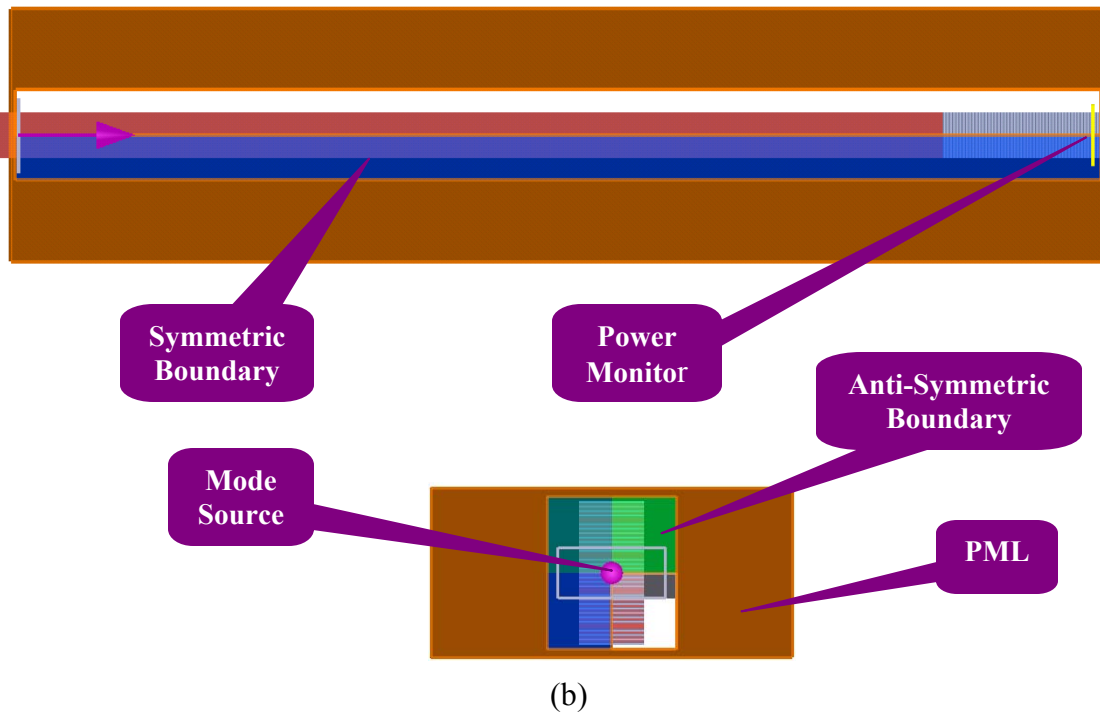 Symmetric
Boundary
Power
Monitor
Anti-Symmetric
Boundary
Mode
Source
PML
(b)